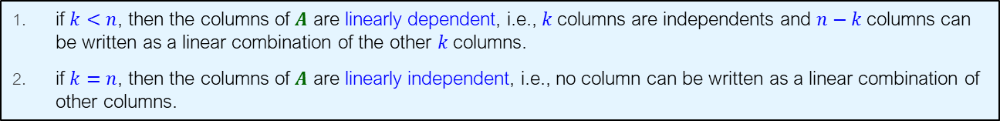 1. if k < n, then the columns of A are linearly dependent, i.e., k columns are independents and n − k columns can
be written as a linear combination of the other k columns.
2. if k = n, then the columns of A are linearly independent, i.e., no column can be written as a linear combination of
other columns.